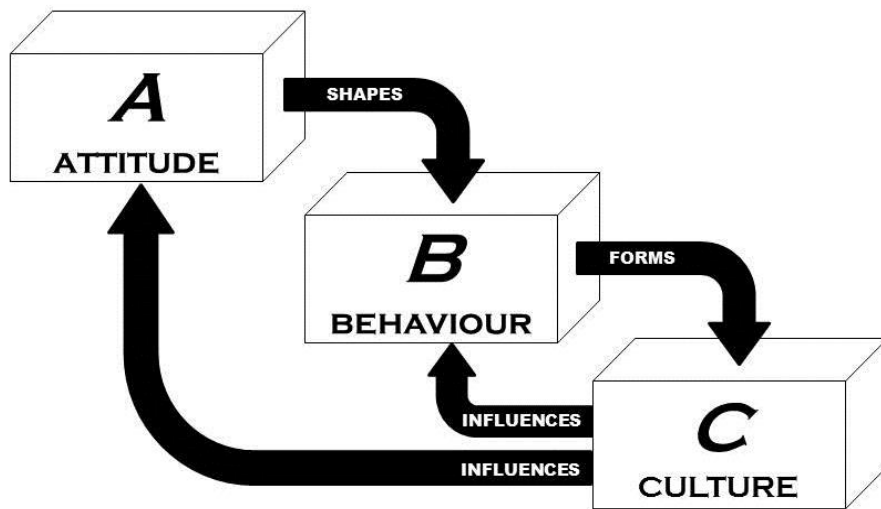 A
ATTITUDE
SHAPES
B
BEHAVIOUR
FORMS
C
CULTURE
INFLUENCES
INFLUENCES